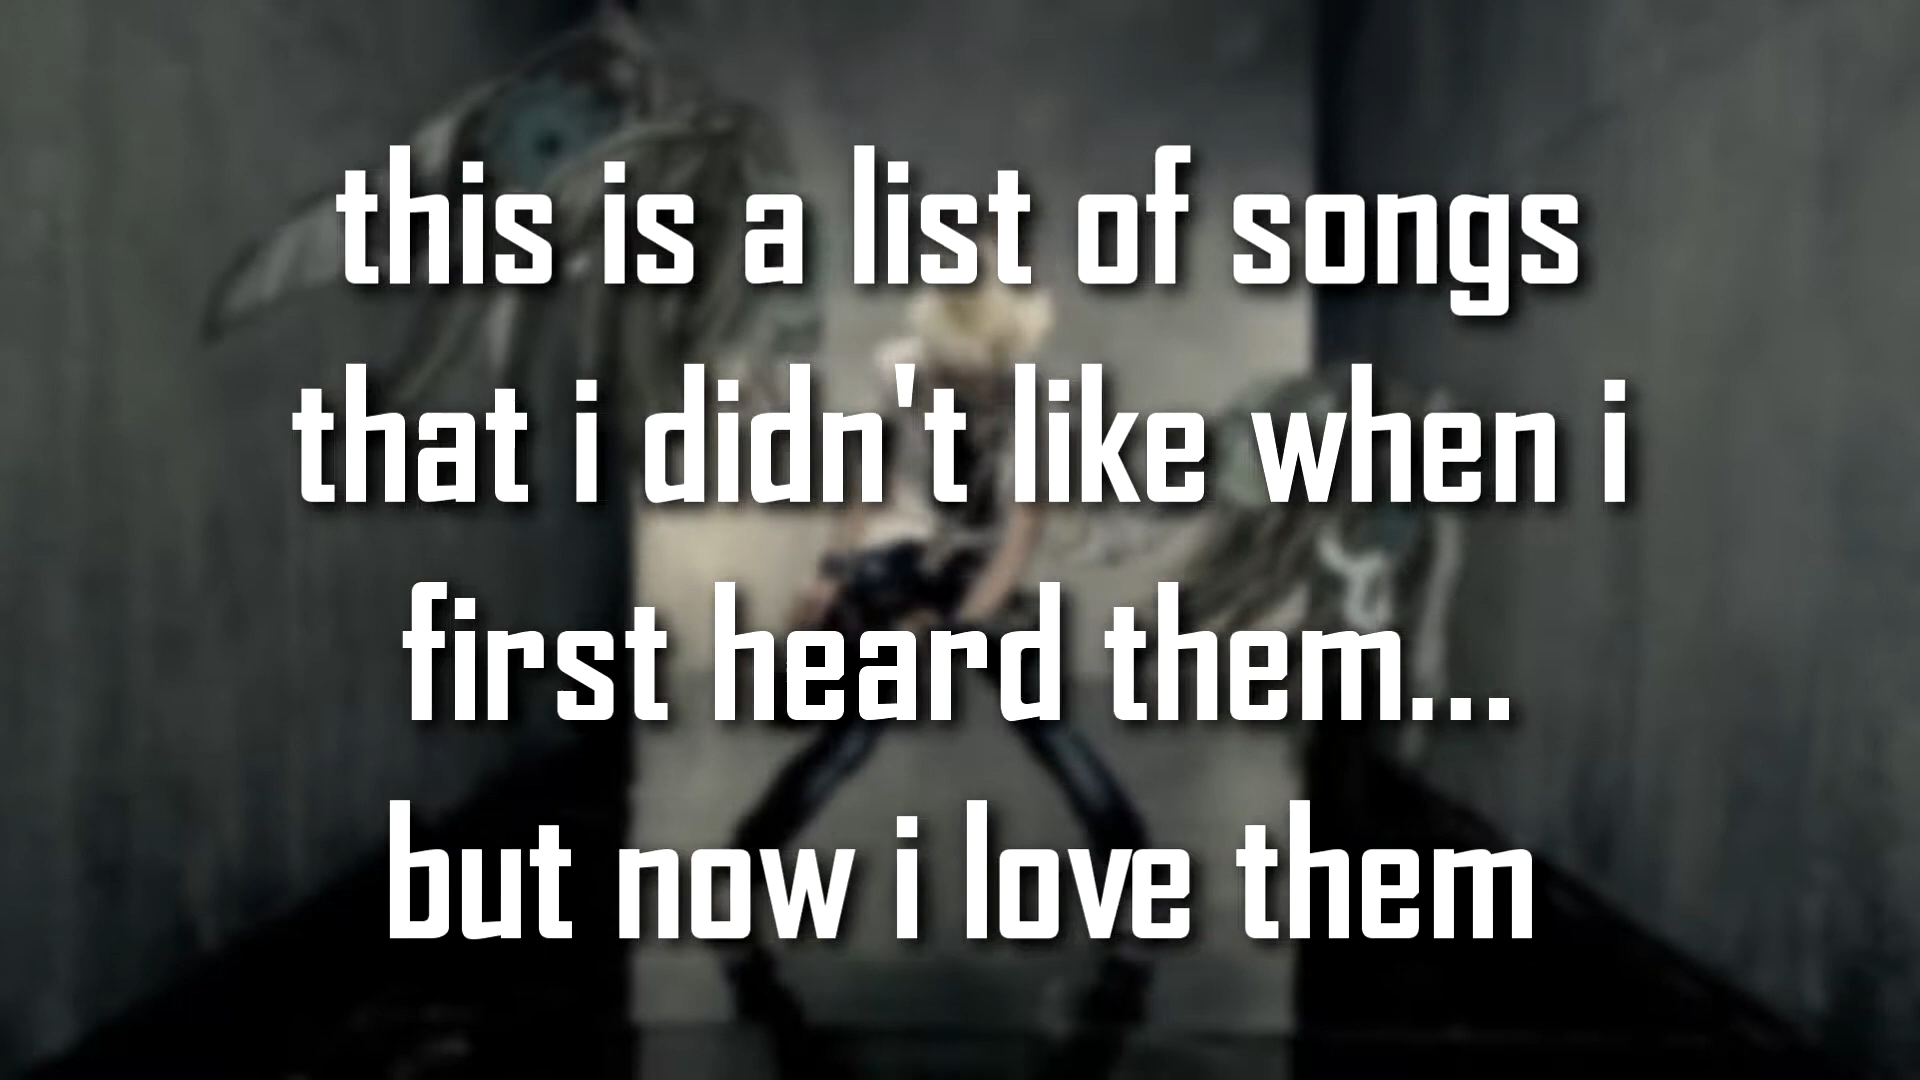 this is a list of songs
that i didn't like when i
first heard them...
but now i love them